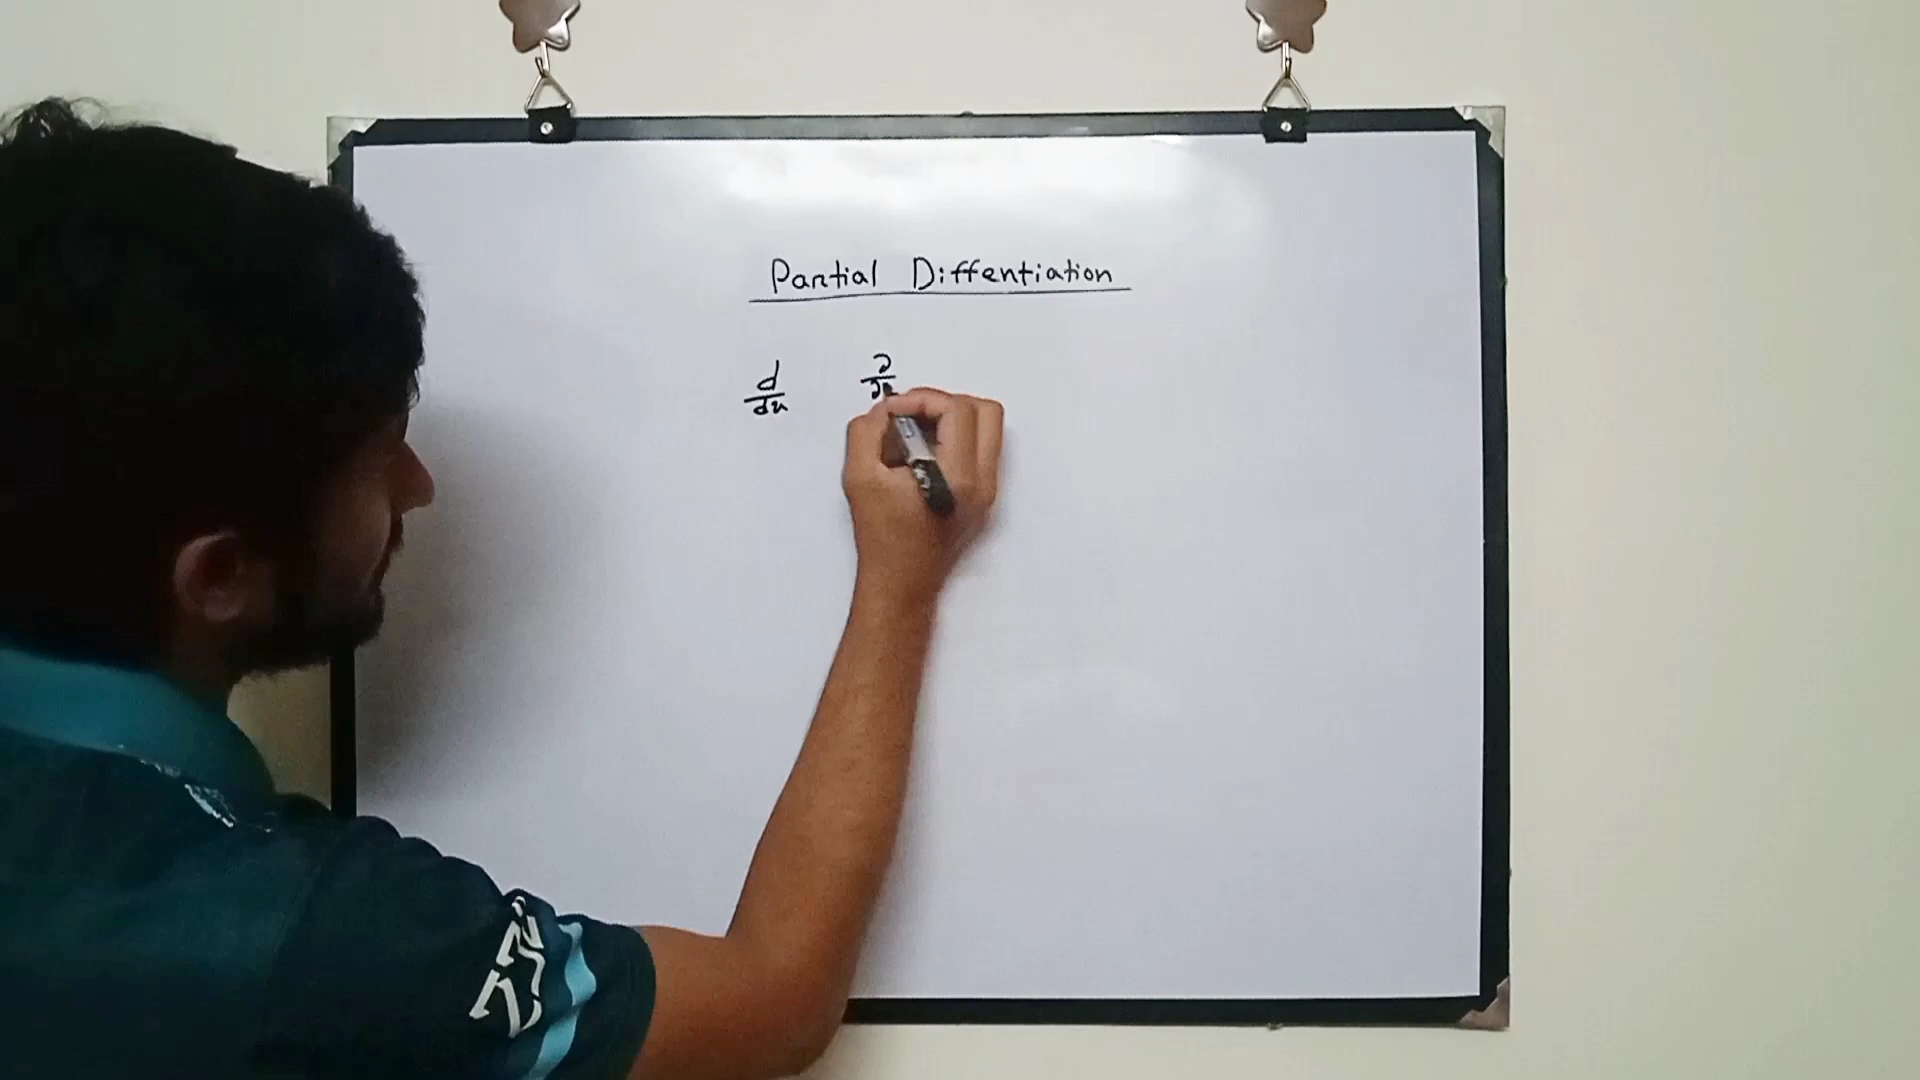 Partial Diffentiation
d/dx ∂/∂x